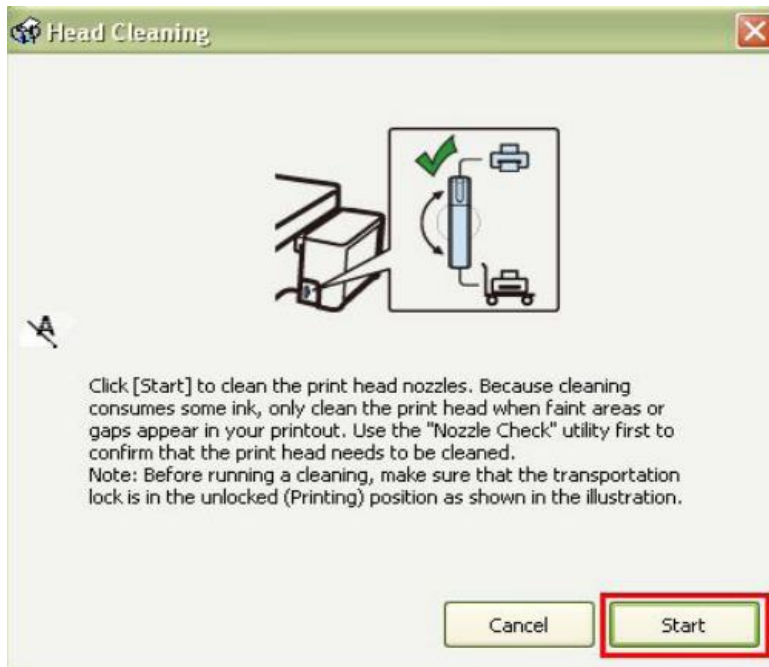 Head Cleaning
Click [Start] to clean the print head nozzles. Because cleaning
consumes some ink, only clean the print head when faint areas or
gaps appear in your printout. Use the "Nozzle Check" utility first to
confirm that the print head needs to be cleaned.
Note: Before running a cleaning, make sure that the transportation
lock is in the unlocked (Printing) position as shown in the illustration.
Cancel
Start